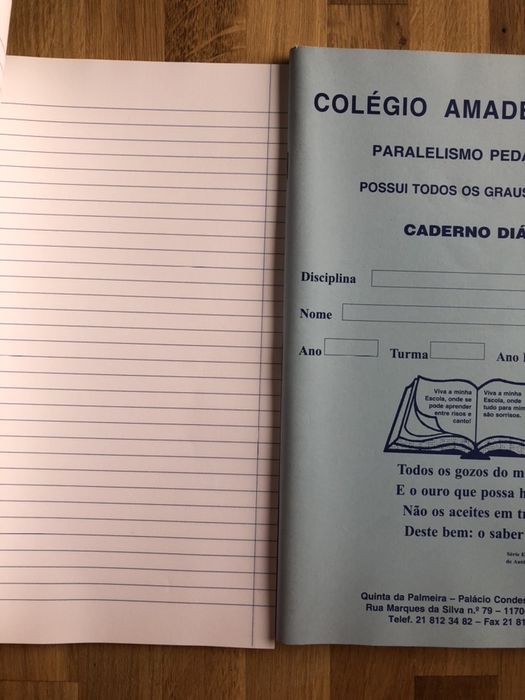 COLÉGIO AMADE
PARALELISMO PEDA
POSSUI TODOS OS GRAUS
CADERNO DIÁ
Disciplina
Nome
Ano Turma Ano
Viva a minha
Escola, onde se
pode aprender
entre risos e
canto!
Viva a minha
Escola, onde
tudo para mim
são sorrisos.
Todos os gozos do m
E o ouro que possa h
Não os aceites em tr
Deste bem: o saber
Série E
de Antó
Quinta da Palmeira – Palácio Condes
Rua Marques da Silva n.º 79 – 1170
Telef. 21 812 34 82 – Fax 21 81